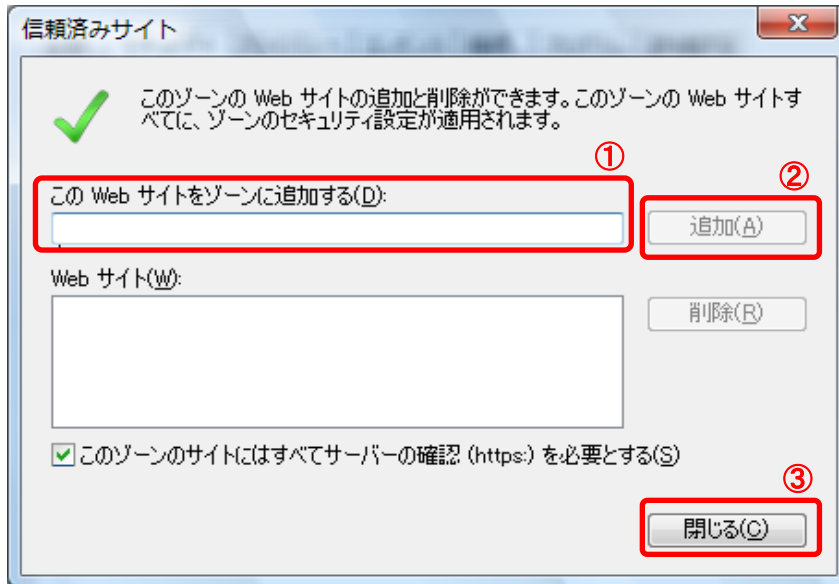 信頼済みサイト
このゾーンの Web サイトの追加と削除ができます。このゾーンの Web サイトす
べてに、ゾーンのセキュリティ設定が適用されます。
①
②
この Web サイトをゾーンに追加する(D):
追加(A)
Web サイト(W):
削除(R)
このゾーンのサイトにはすべてサーバーの確認 (https:) を必要とする(S)
③
閉じる(C)